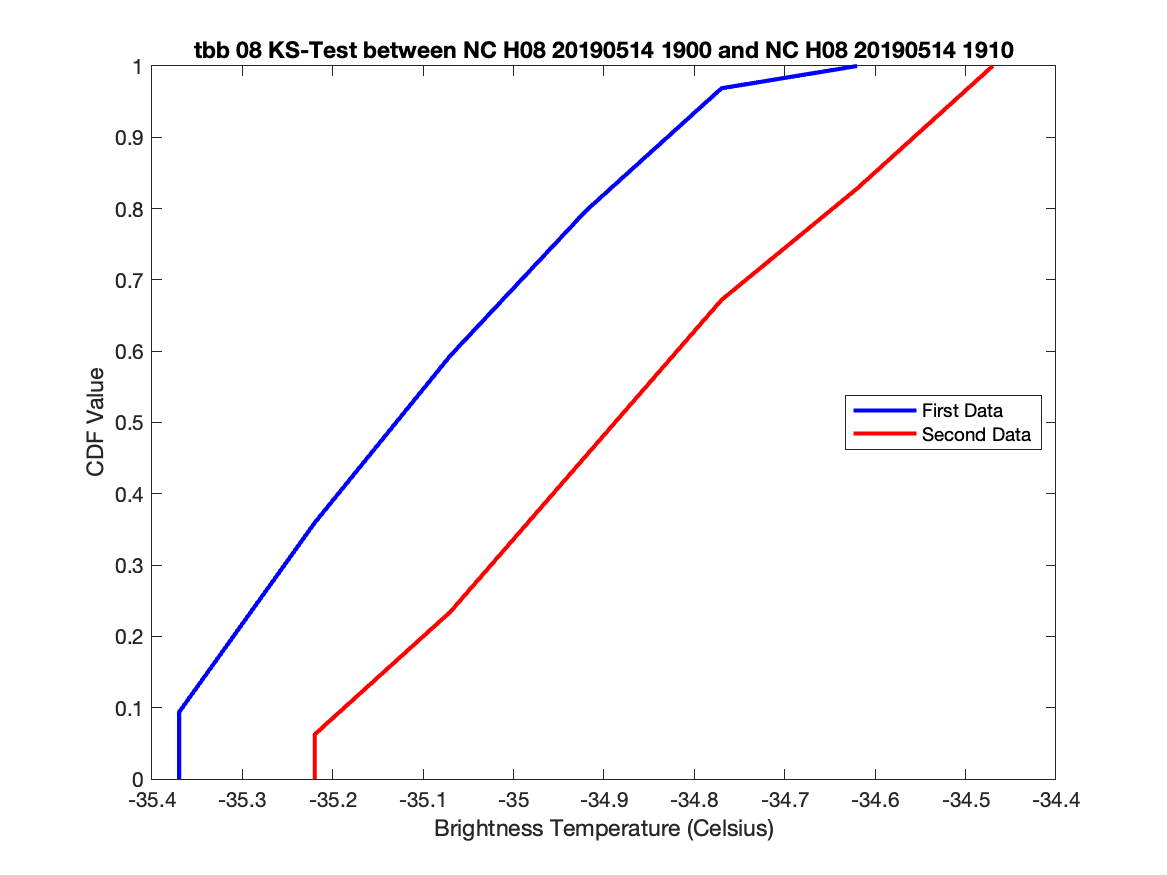 tbb 08 KS-Test between NC H08 20190514 1900 and NC H08 20190514 1910
1
0.9
0.8
0.7
0.6
0.5
0.4
0.3
0.2
0.1
0
CDF Value
First Data
Second Data
-35.4 -35.3 -35.2 -35.1 -35 -34.9 -34.8 -34.7 -34.6 -34.5 -34.4
Brightness Temperature (Celsius)